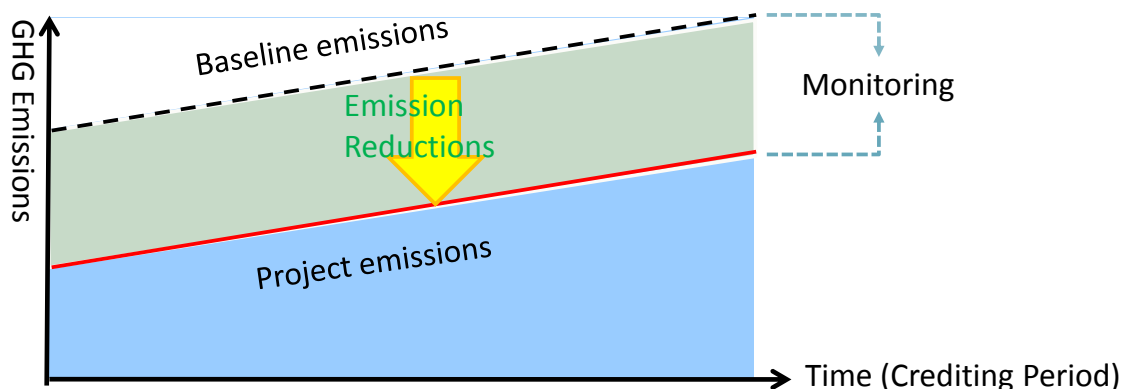 GHG Emissions
Baseline emissions
Emission
Reductions
Monitoring
Project emissions
Time (Crediting Period)